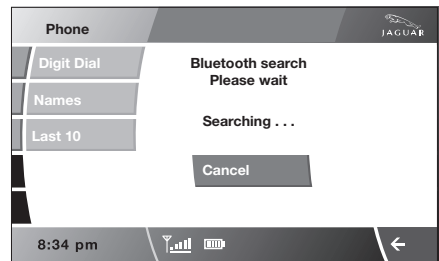 Phone
JAGUAR
Digit Dial
Names
Last 10
Bluetooth search
Please wait
Searching . . .
Cancel
8:34 pm